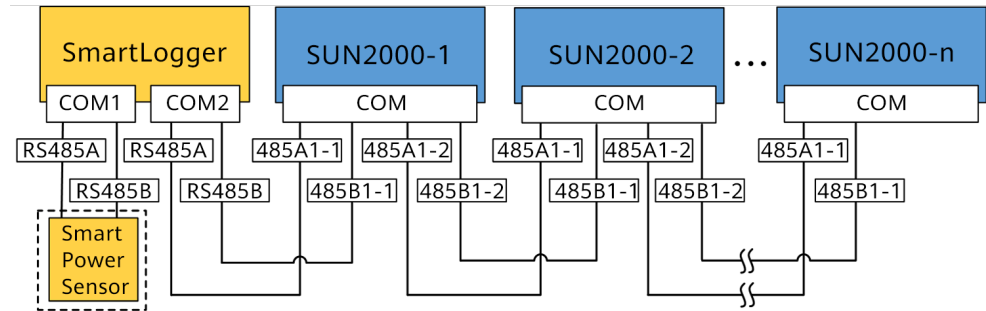 SmartLogger
SUN2000-1
SUN2000-2
...
SUN2000-n
COM1
COM2
COM
COM
COM
RS485A
RS485A
485A1-1
485A1-2
485A1-1
485A1-2
485A1-1
RS485B
RS485B
485B1-1
485B1-2
485B1-1
485B1-2
485B1-1
Smart
Power
Sensor